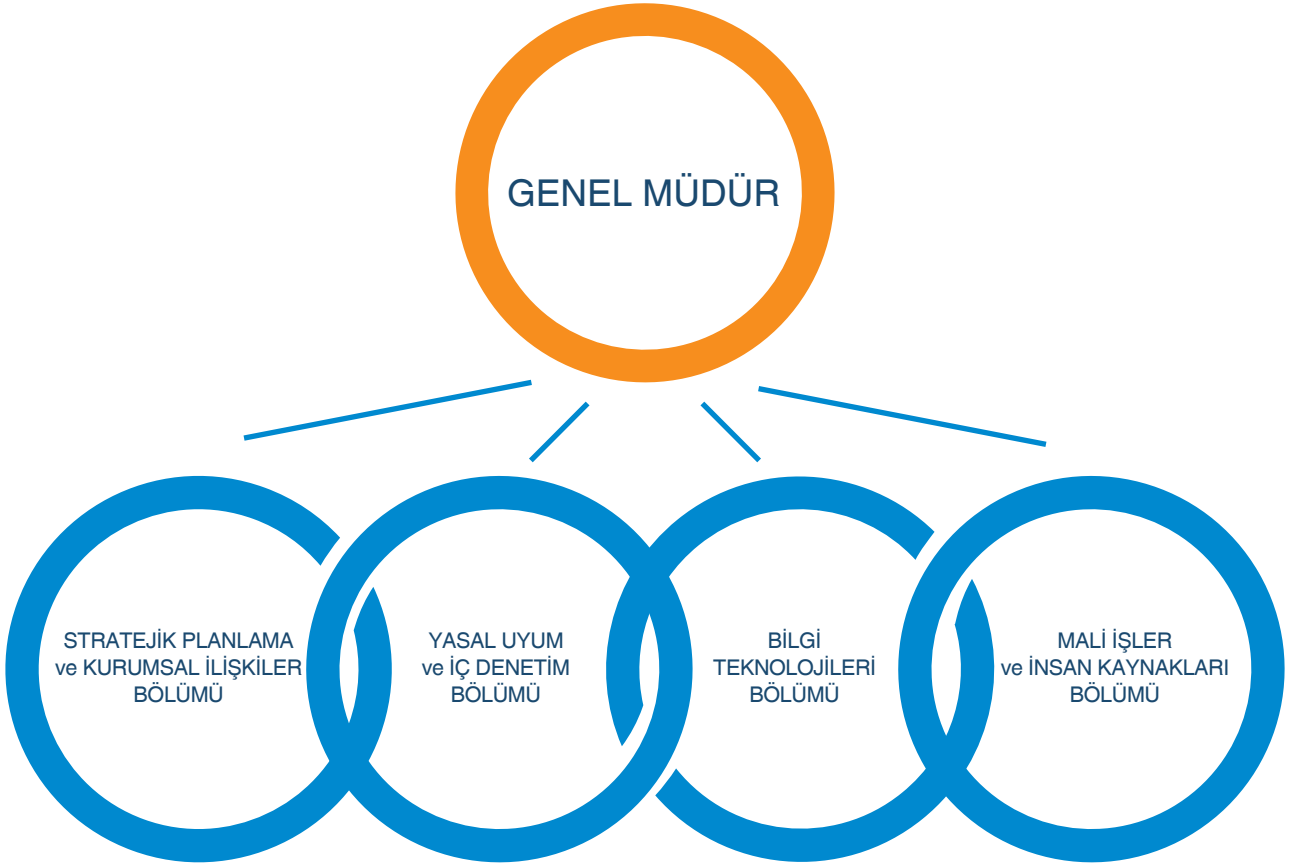 GENEL MÜDÜR
STRATEJİK PLANLAMA
ve KURUMSAL İLİŞKİLER
BÖLÜMÜ
YASAL UYUM
ve İÇ DENETİM
BÖLÜMÜ
BİLGİ
TEKNOLOJİLERİ
BÖLÜMÜ
MALİ İŞLER
ve İNSAN KAYNAKLARI
BÖLÜMÜ